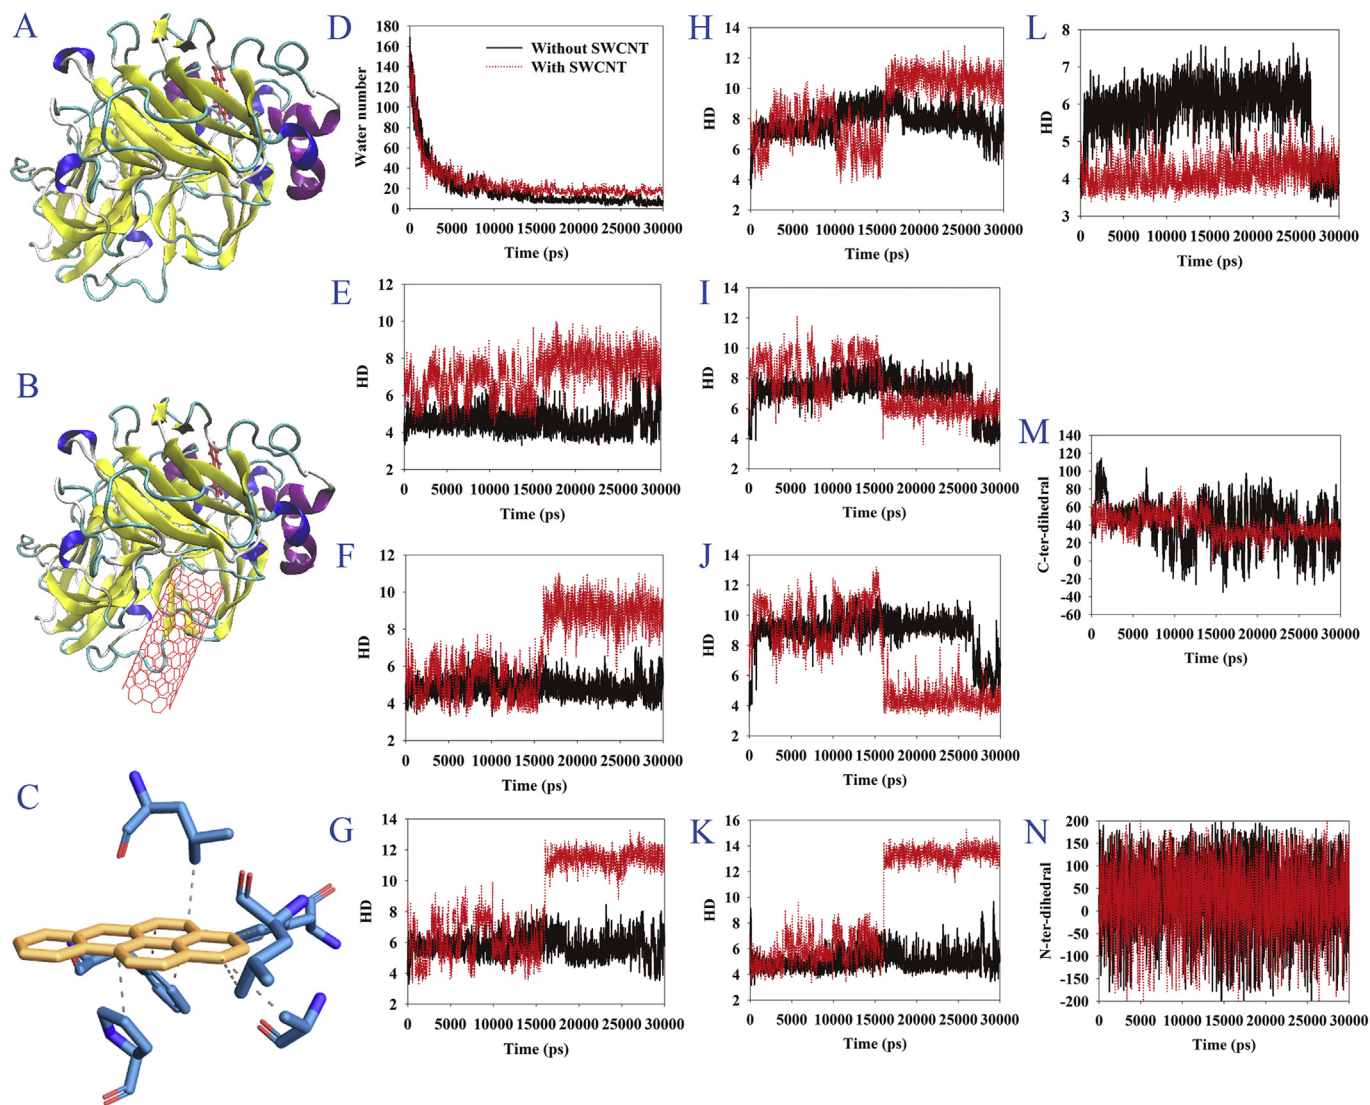 A
B
C
D
180
160
140
120
100
80
60
40
20
0
Water number
Without SWCNT
With SWCNT
0 5000 10000 15000 20000 25000 30000
Time (ps)
E
12
10
8
6
4
2
HD
0 5000 10000 15000 20000 25000 30000
Time (ps)
F
12
10
8
6
4
2
HD
0 5000 10000 15000 20000 25000 30000
Time (ps)
G
14
12
10
8
6
4
2
HD
0 5000 10000 15000 20000 25000 30000
Time (ps)
H
14
12
10
8
6
4
2
HD
0 5000 10000 15000 20000 25000 30000
Time (ps)
I
14
12
10
8
6
4
2
HD
0 5000 10000 15000 20000 25000 30000
Time (ps)
J
14
12
10
8
6
4
2
HD
0 5000 10000 15000 20000 25000 30000
Time (ps)
K
16
14
12
10
8
6
4
2
HD
0 5000 10000 15000 20000 25000 30000
Time (ps)
L
8
7
6
5
4
3
HD
0 5000 10000 15000 20000 25000 30000
Time (ps)
M
140
120
100
80
60
40
20
0
-20
-40
-60
C-ter-dihedral
0 5000 10000 15000 20000 25000 30000
Time (ps)
N
200
150
100
50
0
-50
-100
-150
-200
N-ter-dihedral
0 5000 10000 15000 20000 25000 30000
Time (ps)